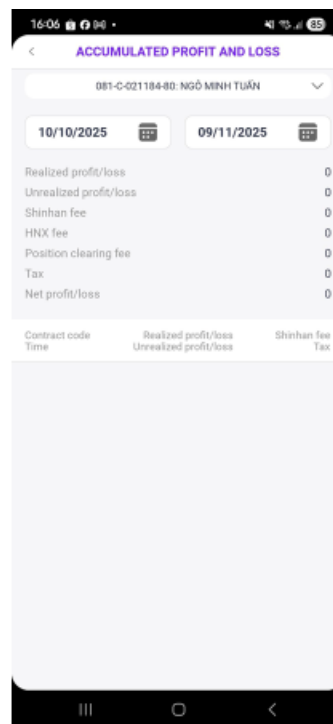 16:06 85
ACCUMULATED PROFIT AND LOSS
081-C-021184-80: NGÔ MINH TUẤN
10/10/2025 09/11/2025
Realized profit/loss 0
Unrealized profit/loss 0
Shinhan fee 0
HNX fee 0
Position clearing fee 0
Tax 0
Net profit/loss 0
Contract code Realized profit/loss Shinhan fee
Time Unrealized profit/loss Tax